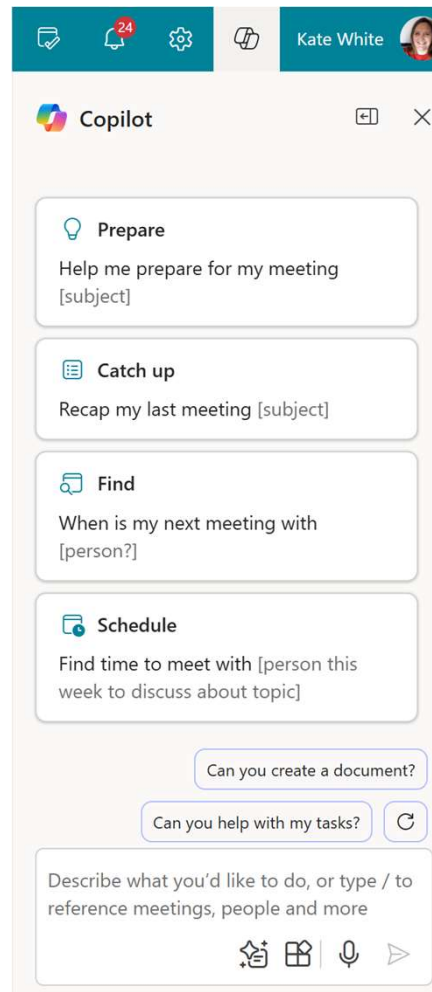 24
Kate White
Copilot
Prepare
Help me prepare for my meeting
[subject]
Catch up
Recap my last meeting [subject]
Find
When is my next meeting with
[person?]
Schedule
Find time to meet with [person this
week to discuss about topic]
Can you create a document?
Can you help with my tasks?
Describe what you'd like to do, or type / to
reference meetings, people and more